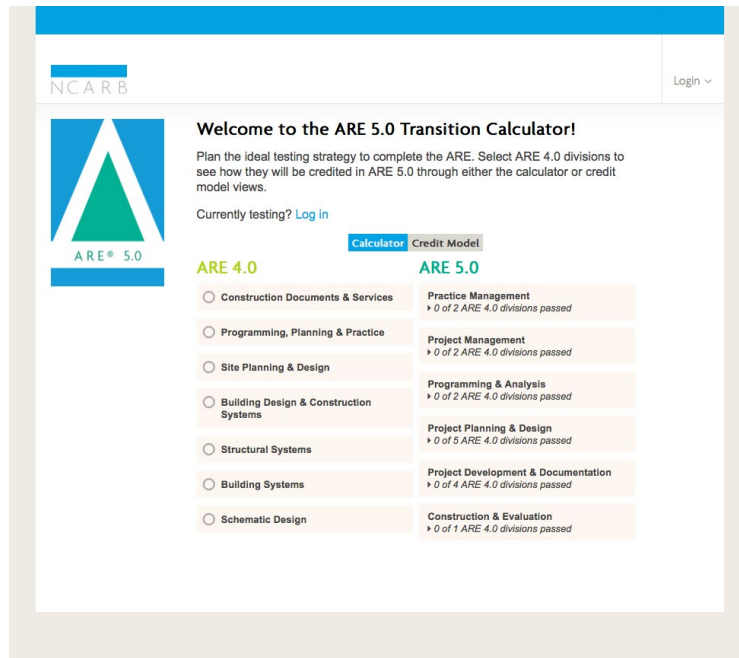 NCARB
Login
ARE® 5.0
Welcome to the ARE 5.0 Transition Calculator!
Plan the ideal testing strategy to complete the ARE. Select ARE 4.0 divisions to
see how they will be credited in ARE 5.0 through either the calculator or credit
model views.
Currently testing? Log in
Calculator Credit Model
ARE 4.0
Construction Documents & Services
Programming, Planning & Practice
Site Planning & Design
Building Design & Construction
Systems
Structural Systems
Building Systems
Schematic Design
ARE 5.0
Practice Management
0 of 2 ARE 4.0 divisions passed
Project Management
0 of 2 ARE 4.0 divisions passed
Programming & Analysis
0 of 2 ARE 4.0 divisions passed
Project Planning & Design
0 of 5 ARE 4.0 divisions passed
Project Development & Documentation
0 of 4 ARE 4.0 divisions passed
Construction & Evaluation
0 of 1 ARE 4.0 divisions passed